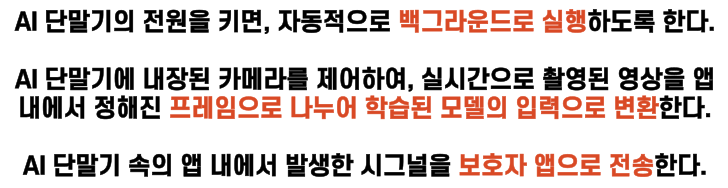 AI 단말기의 전원을 키면, 자동적으로 백그라운드로 실행하도록 한다.
AI 단말기에 내장된 카메라를 제어하여, 실시간으로 촬영된 영상을 앱
내에서 정해진 프레임으로 나누어 학습된 모델의 입력으로 변환한다.
AI 단말기 속의 앱 내에서 발생한 시그널을 보호자 앱으로 전송한다.